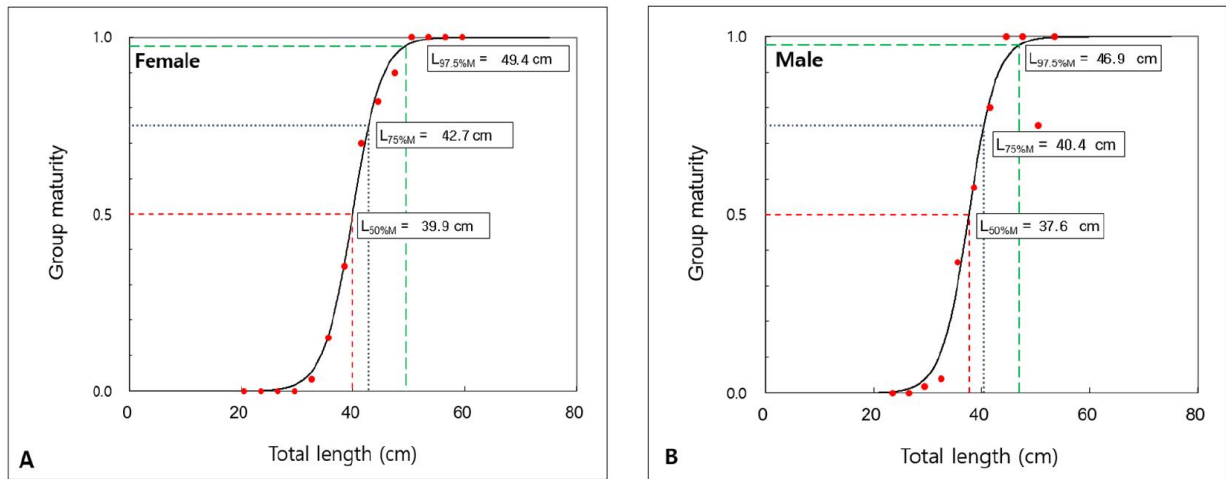 Female
1.0
0.5
0.0
Group maturity
L97.5%M = 49.4 cm
L75%M = 42.7 cm
L50%M = 39.9 cm
0 20 40 60 80
Total length (cm)
A
Male
1.0
0.5
0.0
Group maturity
L97.5%M = 46.9 cm
L75%M = 40.4 cm
L50%M = 37.6 cm
0 20 40 60 80
Total length (cm)
B